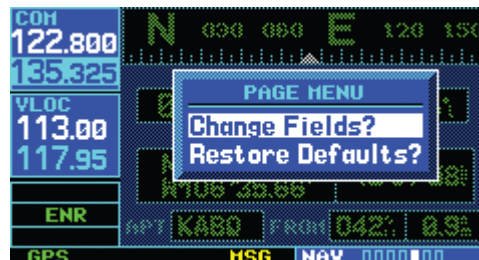 COM
122.800
135.325
VLOC
113.00
117.95
ENR
GPS
N 030 060 E 120 150
PAGE MENU
Change Fields?
Restore Defaults?
APT KABQ FROM 042° 
MSG NAV